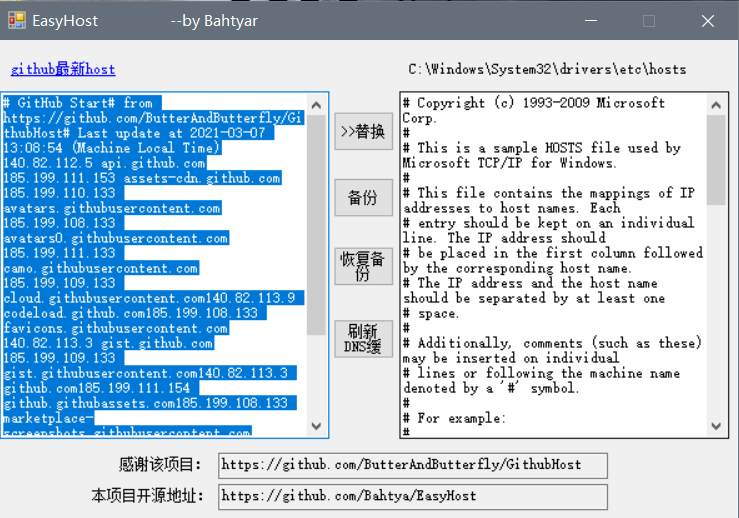 EasyHost --by Bahtyar
github最新host
C:\Windows\System32\drivers\etc\hosts
# GitHub Start# from
https://github.com/ButterAndButterfly/Gi
thubHost# Last update at 2021-03-07
13:08:54 (Machine Local Time)
140.82.112.5 api.github.com
185.199.111.153 assets-cdn.github.com
185.199.110.133
avatars.githubusercontent.com
185.199.108.133
avatars0.githubusercontent.com
185.199.111.133
camo.githubusercontent.com
185.199.109.133
cloud.githubusercontent.com140.82.113.9
codeload.github.com185.199.108.133
favicons.githubusercontent.com
140.82.113.3 gist.github.com
185.199.109.133
gist.githubusercontent.com140.82.113.3
github.com185.199.111.154
github.githubassets.com185.199.108.133
marketplace-
screenshots.githubusercontent.com
>>替换
备份
恢复备
份
刷新
DNS缓
# Copyright (c) 1993-2009 Microsoft
Corp.
#
# This is a sample HOSTS file used by
Microsoft TCP/IP for Windows.
#
# This file contains the mappings of IP
addresses to host names. Each
# entry should be kept on an individual
line. The IP address should
# be placed in the first column followed
by the corresponding host name.
# The IP address and the host name
should be separated by at least one
# space.
#
# Additionally, comments (such as these)
may be inserted on individual
# lines or following the machine name
denoted by a '#' symbol.
#
# For example:
#
感谢该项目: https://github.com/ButterAndButterfly/GithubHost
本项目开源地址: https://github.com/Bahtya/EasyHost